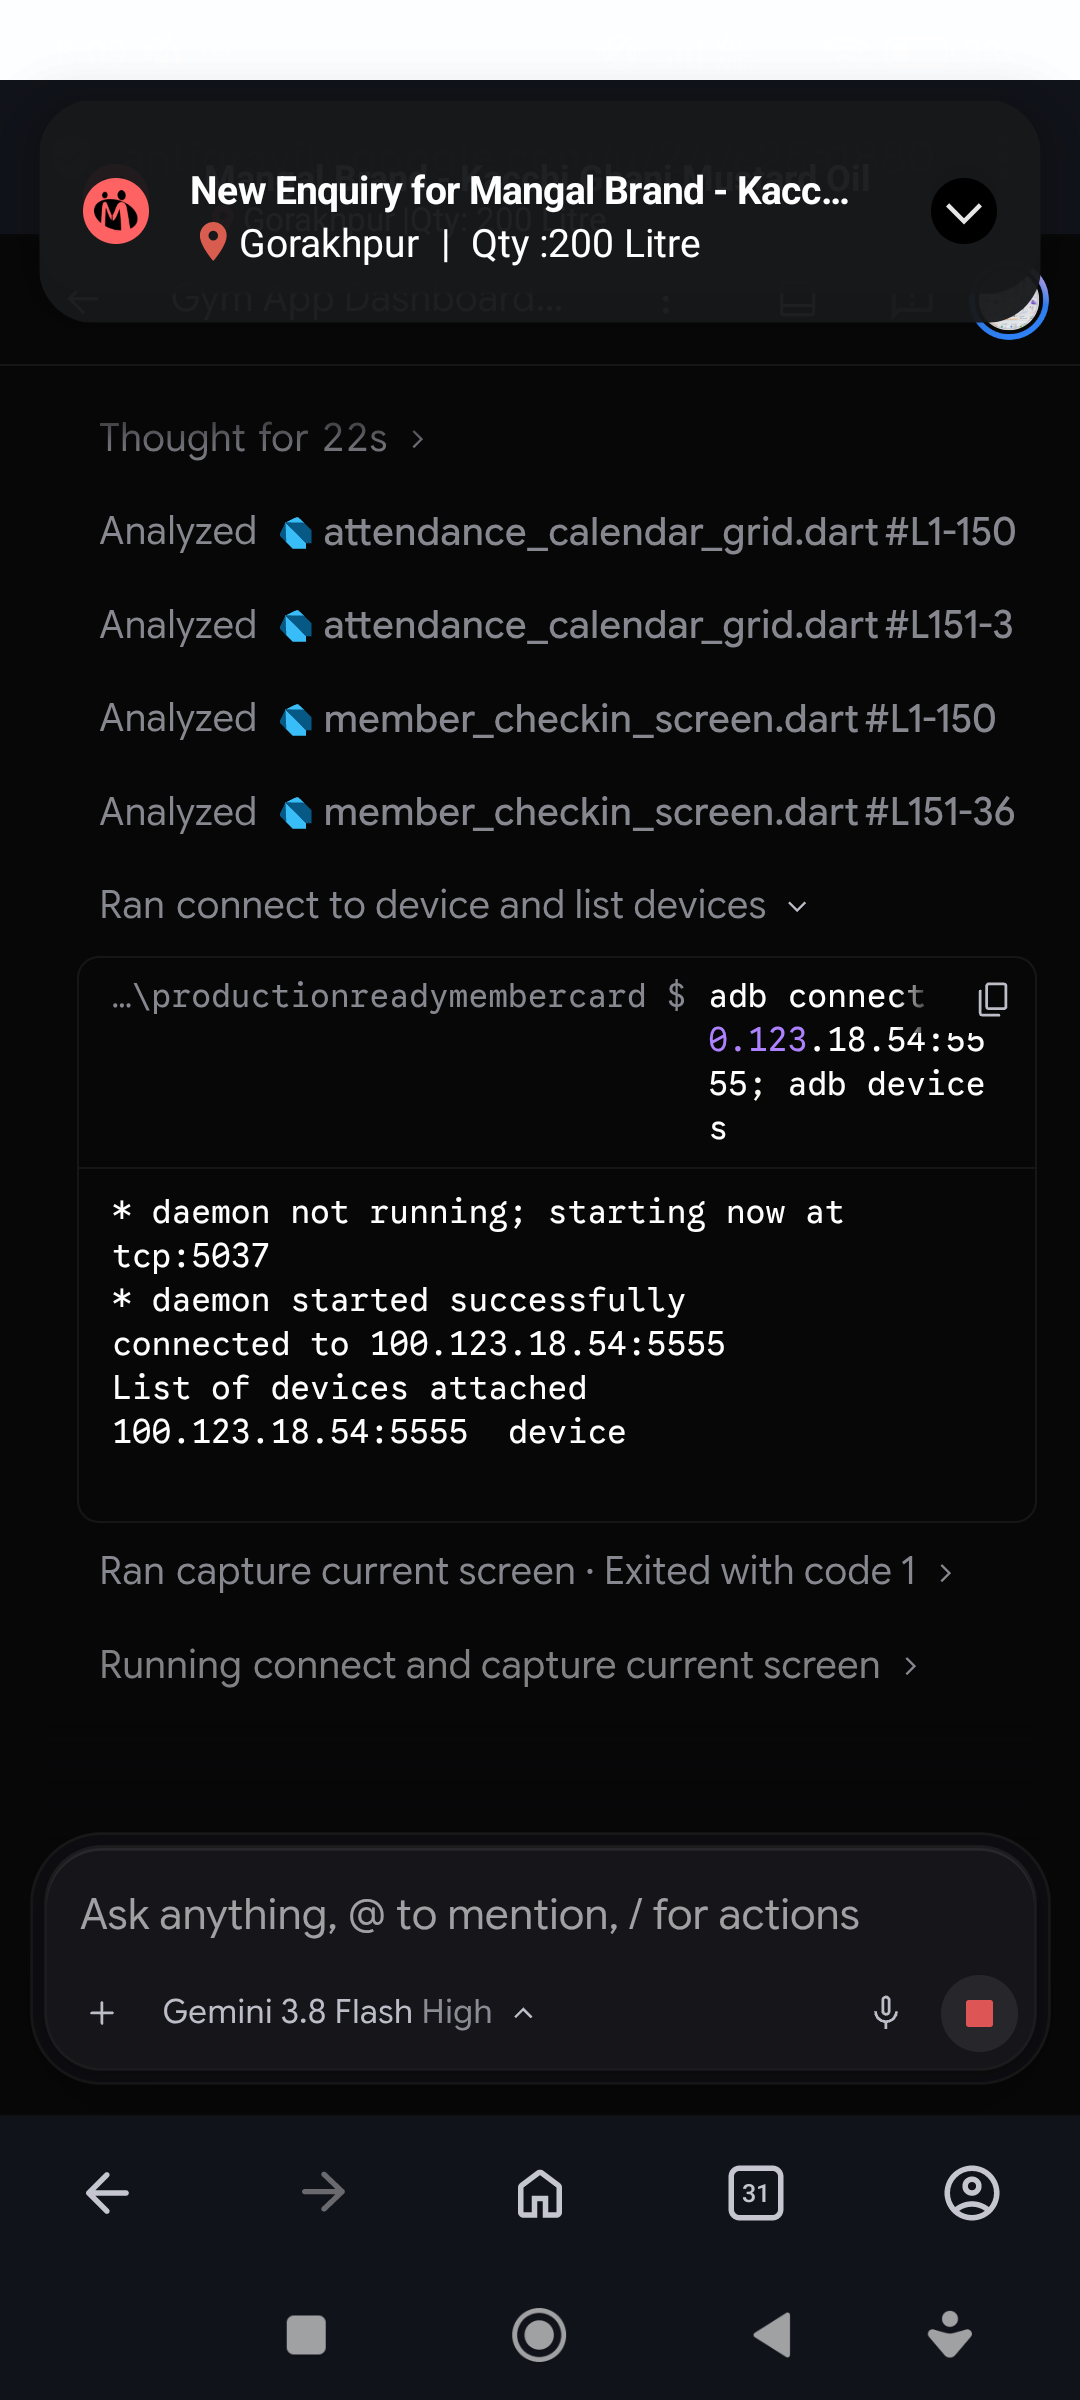 New Enquiry for Mangal Brand - Kacc...
Gorakhpur | Qty :200 Litre
Gym App Dashboard...
Thought for 22s
Analyzed attendance_calendar_grid.dart #L1-150
Analyzed attendance_calendar_grid.dart #L151-3
Analyzed member_checkin_screen.dart #L1-150
Analyzed member_checkin_screen.dart #L151-36
Ran connect to device and list devices
…\productionreadymembercard $ adb connect
0.123.18.54:55
55; adb device
s
* daemon not running; starting now at
tcp:5037
* daemon started successfully
connected to 100.123.18.54:5555
List of devices attached
100.123.18.54:5555 device
Ran capture current screen · Exited with code 1
Running connect and capture current screen
Ask anything, @ to mention, / for actions
Gemini 3.8 Flash High
31